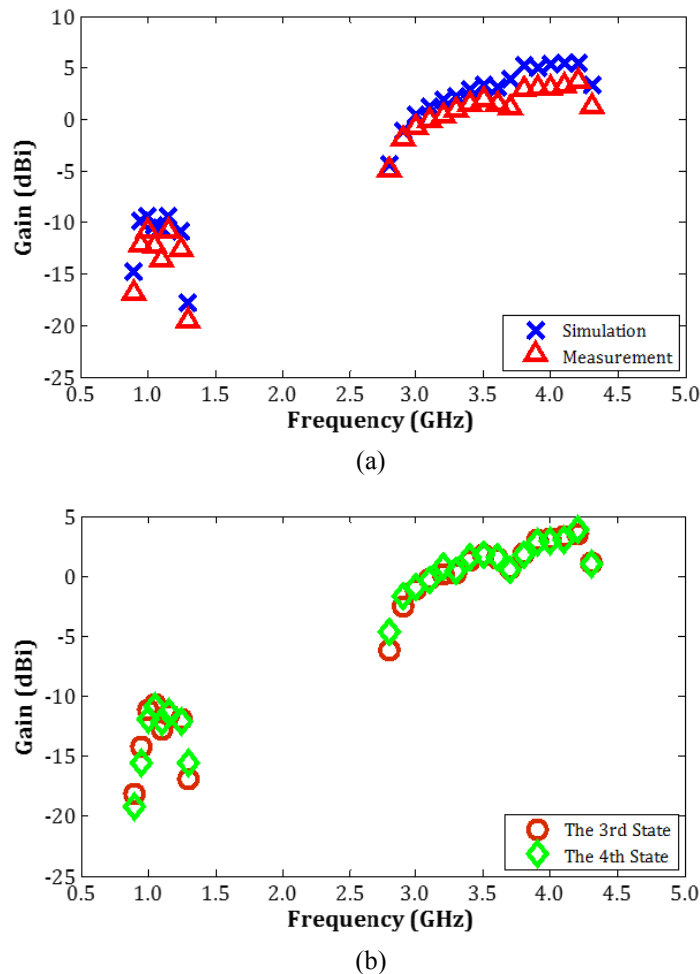 10
5
0
-5
-10
-15
-20
-25
Gain (dBi)
Simulation
Measurement
0.5 1.0 1.5 2.0 2.5 3.0 3.5 4.0 4.5 5.0
Frequency (GHz)
(a)
5
0
-5
-10
-15
-20
-25
Gain (dBi)
The 3rd State
The 4th State
0.5 1.0 1.5 2.0 2.5 3.0 3.5 4.0 4.5 5.0
Frequency (GHz)
(b)